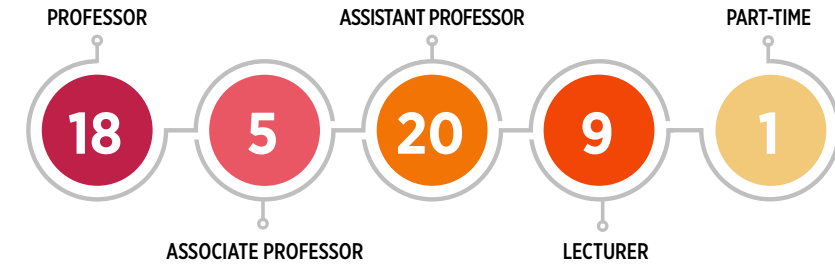 PROFESSOR
ASSISTANT PROFESSOR
PART-TIME
18
5
20
9
1
ASSOCIATE PROFESSOR
LECTURER